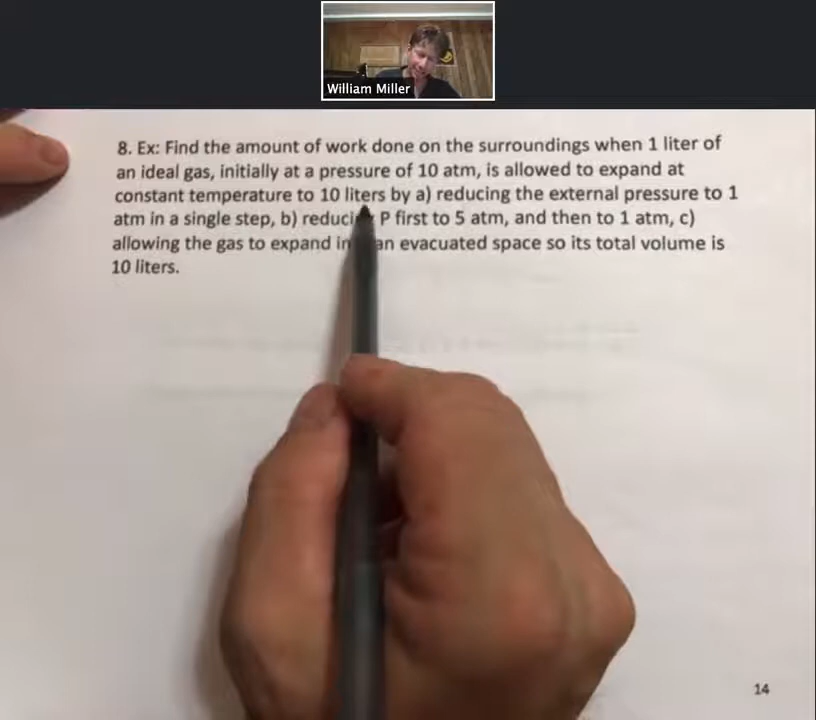 William Miller
8. Ex: Find the amount of work done on the surroundings when 1 liter of
an ideal gas, initially at a pressure of 10 atm, is allowed to expand at
constant temperature to 10 liters by a) reducing the external pressure to 1
atm in a single step, b) P first to 5 atm, and then to 1 atm, c)
allowing the gas to expand an evacuated space so its total volume is
10 liters.
14